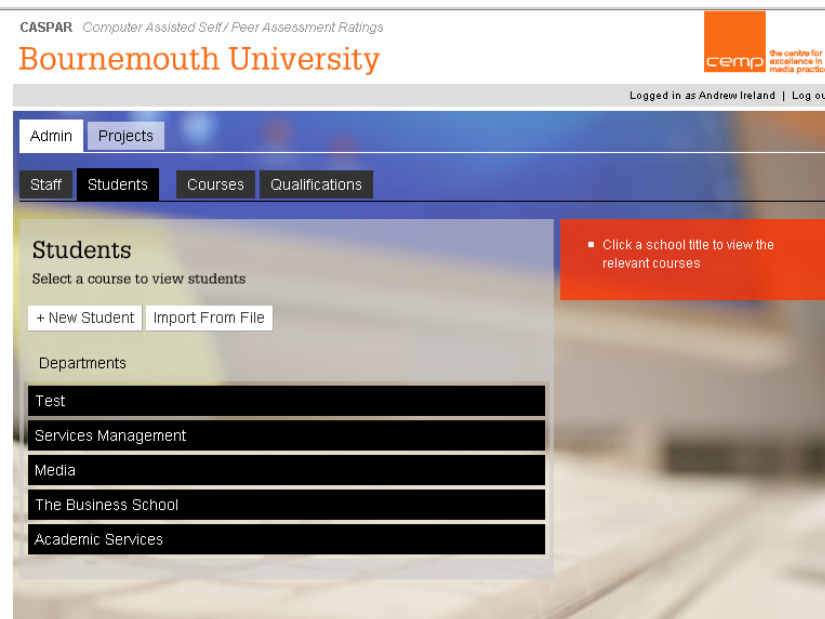 CASPAR Computer Assisted Self / Peer Assessment Ratings
Bournemouth University
cemp
the centre for
excellence in
media practice
Logged in as Andrew Ireland | Log ou
Admin Projects
Staff Students Courses Qualifications
Students
Select a course to view students
+ New Student Import From File
Departments
Test
Services Management
Media
The Business School
Academic Services
Click a school title to view the
relevant courses